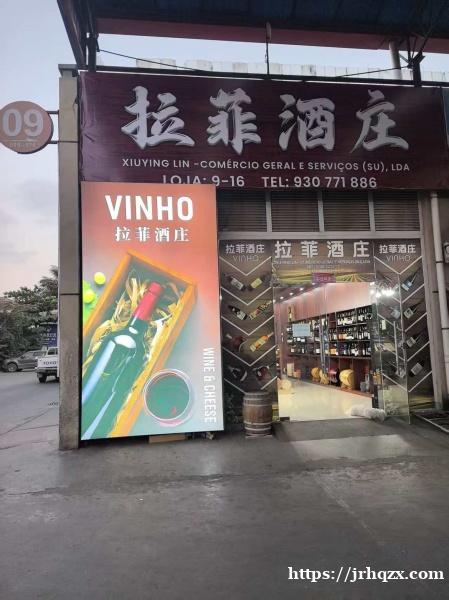 09
拉菲酒庄
XIUYING LIN -COMÉRCIO GERAL E SERVIÇOS (SU), LDA
LOJA: 9-16 TEL: 930 771 886
VINHO
拉菲酒庄
WINE & CHEESE
拉菲酒庄
VINHO
拉菲酒庄
拉菲酒庄
VINHO
https://jrhqzx.com